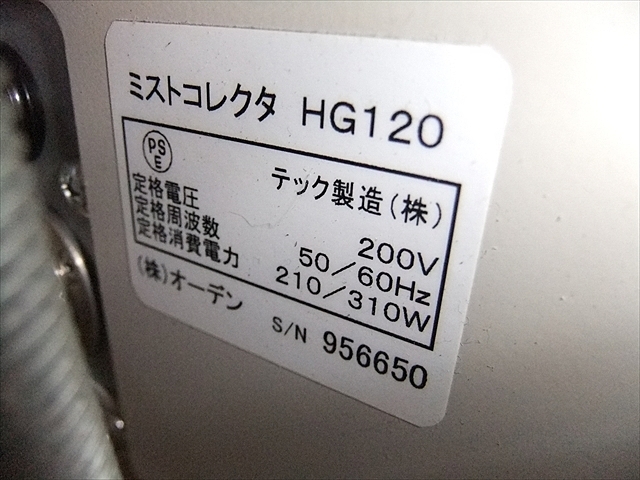 ミストコレクタ HG120
PSE テック製造(株)
定格電圧 200V
定格周波数 50/60Hz
定格消費電力 210/310W
(株)オーデン S/N 956650